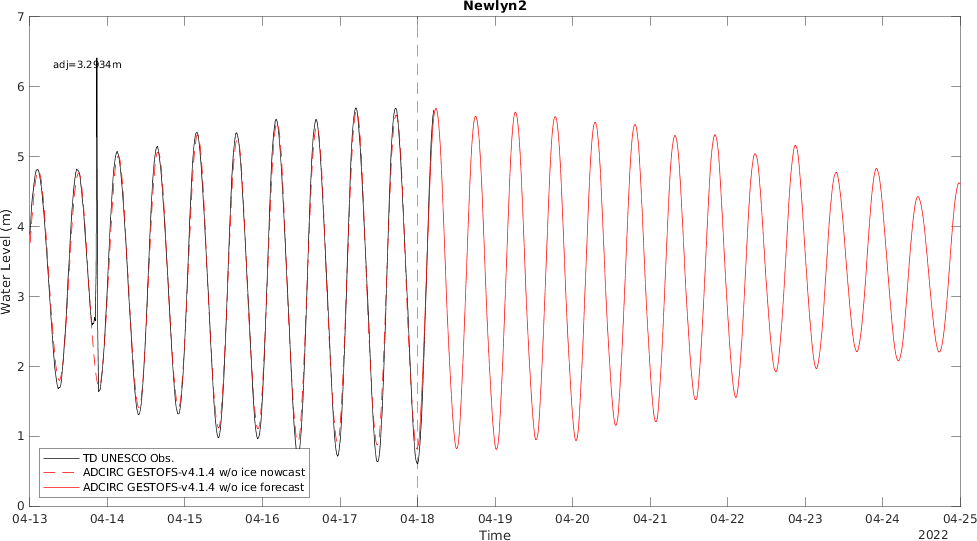 Newlyn2
7
6
5
4
3
2
1
0
Water Level (m)
adj=3.2934m
TD UNESCO Obs.
ADCIRC GESTOFS-v4.1.4 w/o ice nowcast
ADCIRC GESTOFS-v4.1.4 w/o ice forecast
04-13 04-14 04-15 04-16 04-17 04-18 04-19 04-20 04-21 04-22 04-23 04-24 04-25
Time
2022